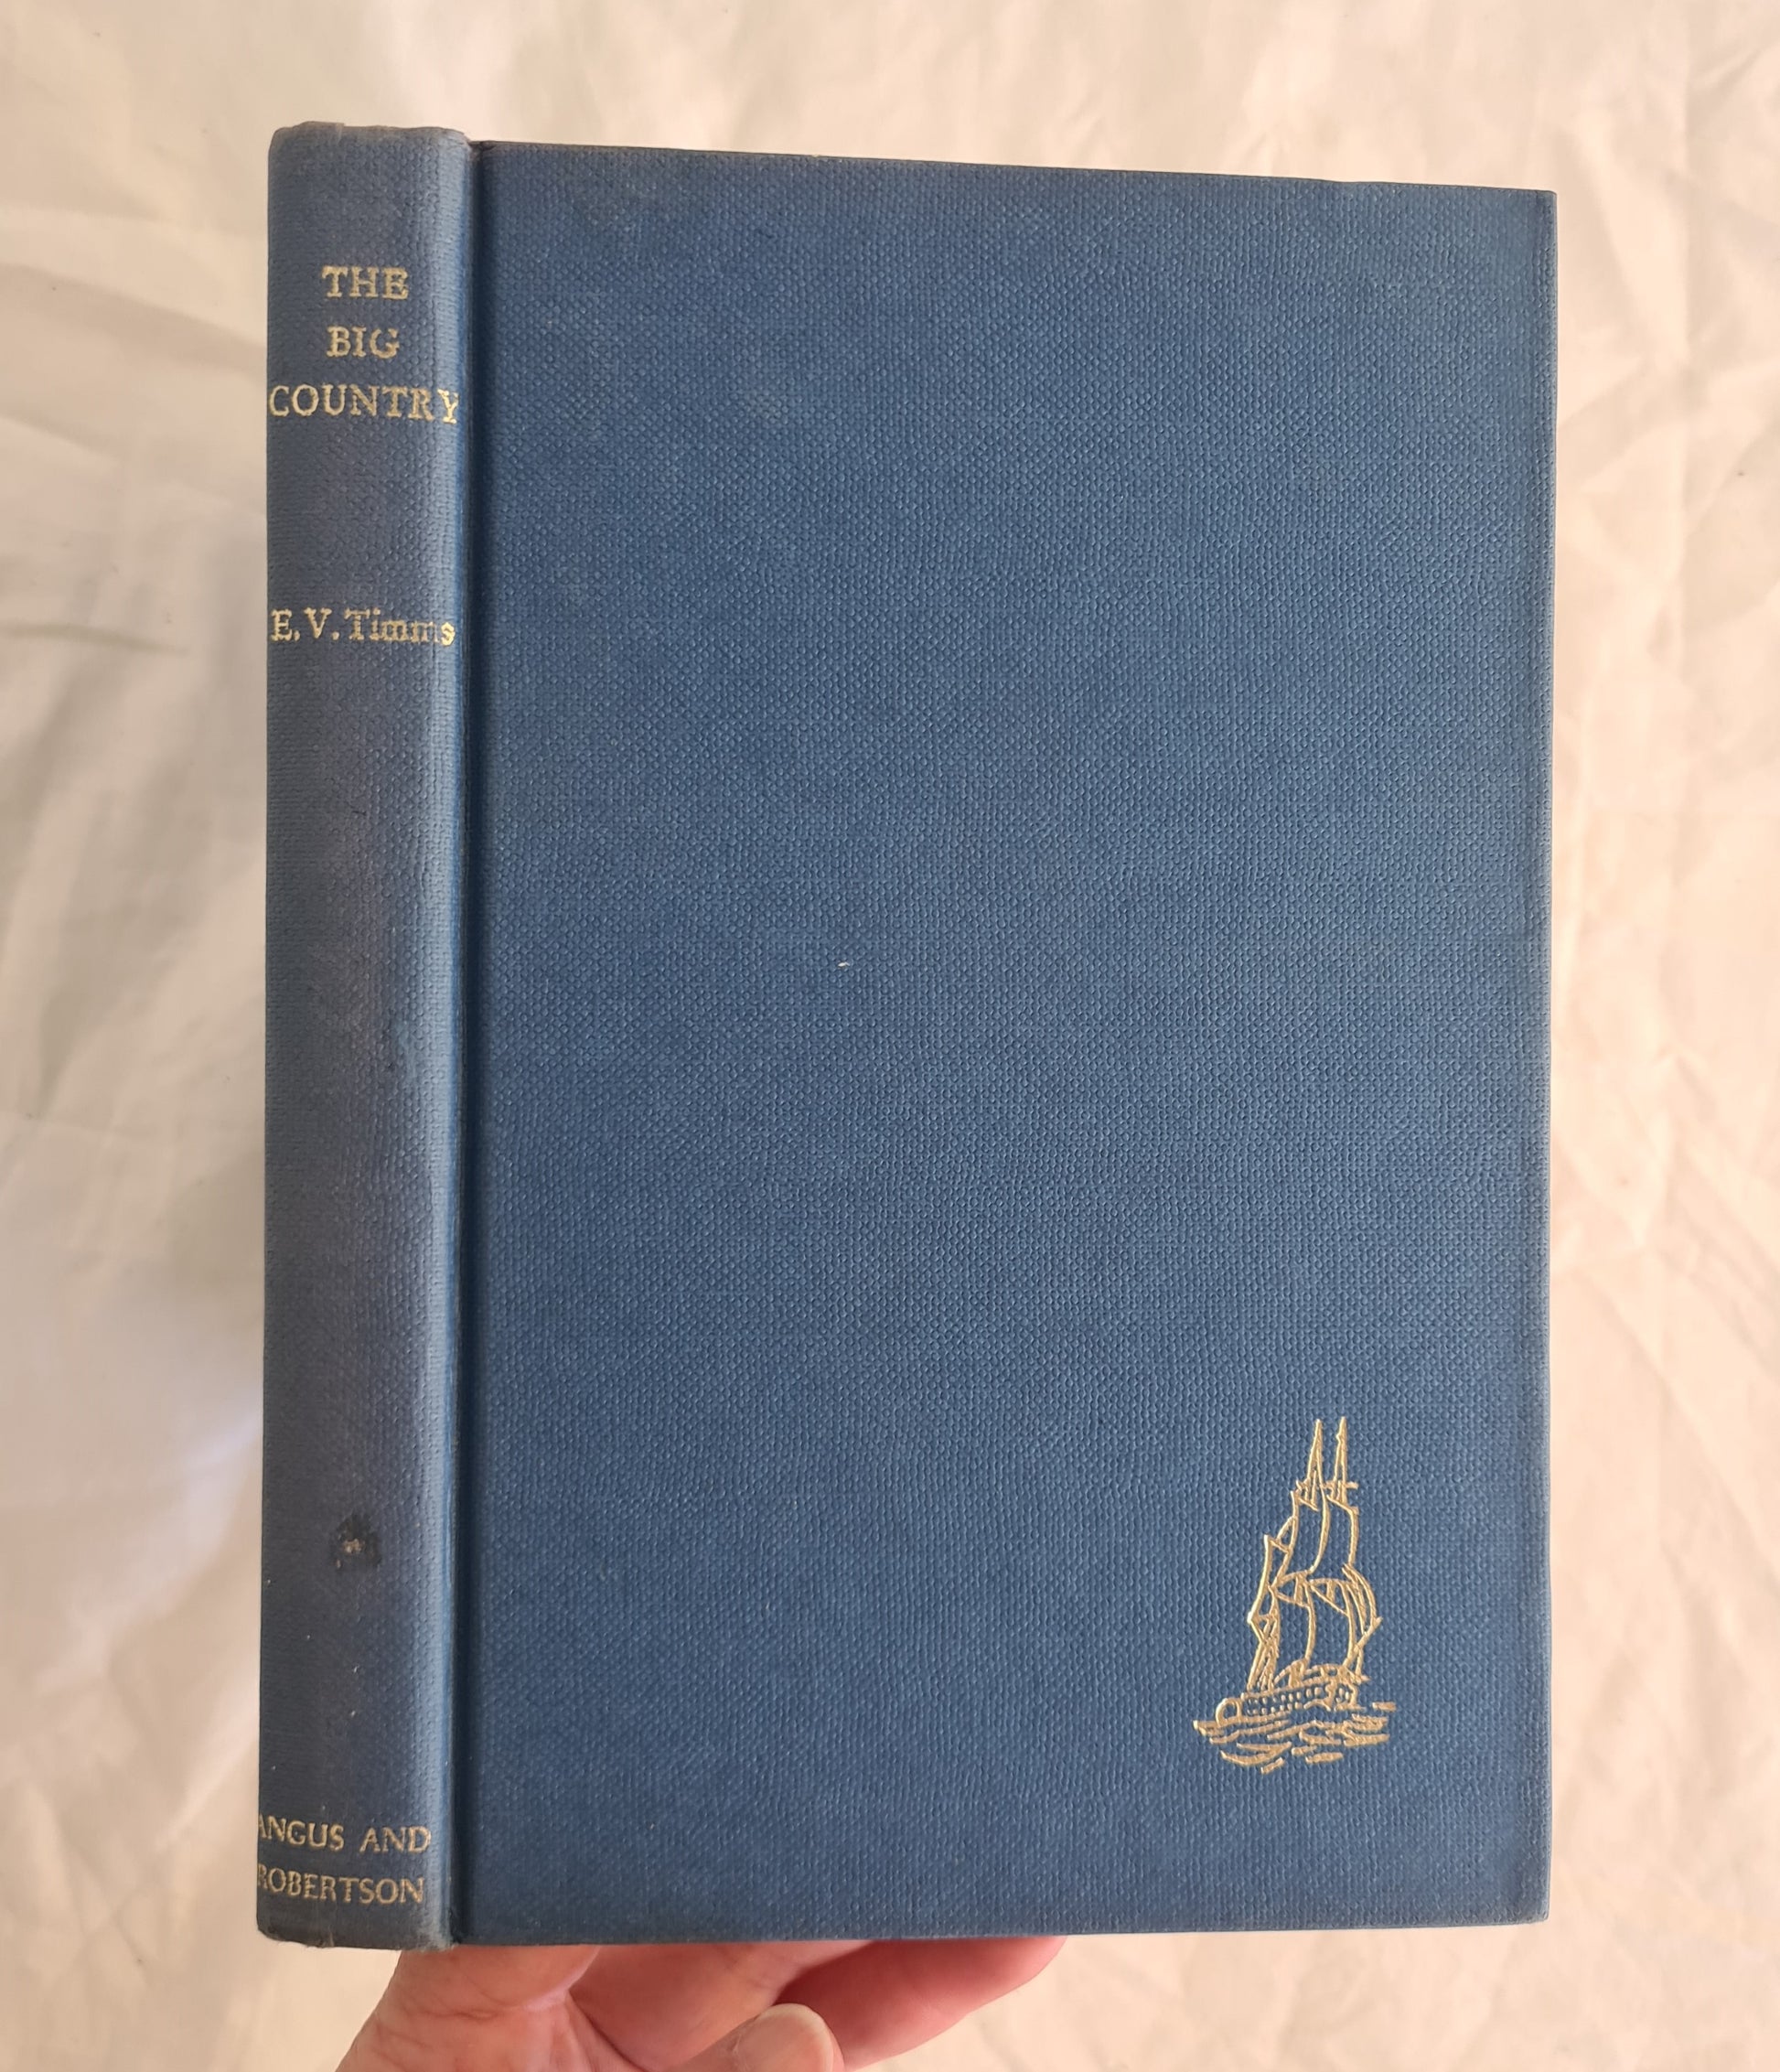 THE
BIG
COUNTRY
E. V. Timms
ANGUS AND
ROBERTSON